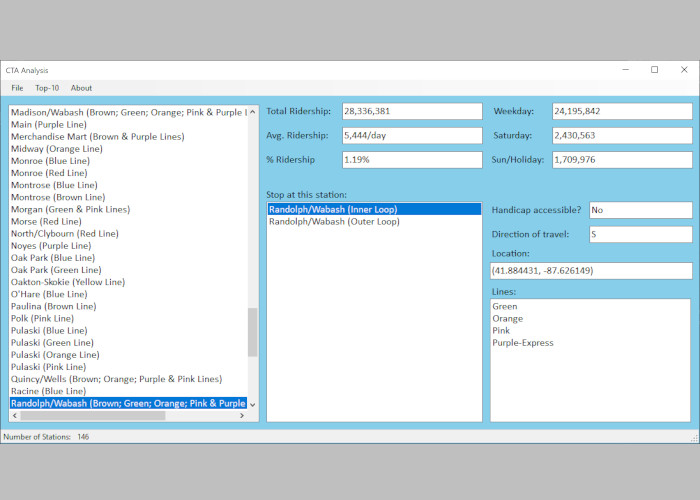 CTA Analysis
File Top-10 About
Madison/Wabash (Brown; Green; Orange; Pink & Purple L
Main (Purple Line)
Merchandise Mart (Brown & Purple Lines)
Midway (Orange Line)
Monroe (Blue Line)
Monroe (Red Line)
Montrose (Blue Line)
Montrose (Brown Line)
Morgan (Green & Pink Lines)
Morse (Red Line)
North/Clybourn (Red Line)
Noyes (Purple Line)
Oak Park (Blue Line)
Oak Park (Green Line)
Oakton-Skokie (Yellow Line)
O'Hare (Blue Line)
Paulina (Brown Line)
Polk (Pink Line)
Pulaski (Blue Line)
Pulaski (Green Line)
Pulaski (Orange Line)
Pulaski (Pink Line)
Quincy/Wells (Brown; Orange; Purple & Pink Lines)
Racine (Blue Line)
Randolph/Wabash (Brown; Green; Orange; Pink & Purple
Total Ridership: 28,336,381
Avg. Ridership: 5,444/day
% Ridership 1.19%
Weekday: 24,195,842
Saturday: 2,430,563
Sun/Holiday: 1,709,976
Stop at this station:
Randolph/Wabash (Inner Loop)
Randolph/Wabash (Outer Loop)
Handicap accessible? No
Direction of travel: S
Location:
(41.884431, -87.626149)
Lines:
Green
Orange
Pink
Purple-Express
Number of Stations: 146